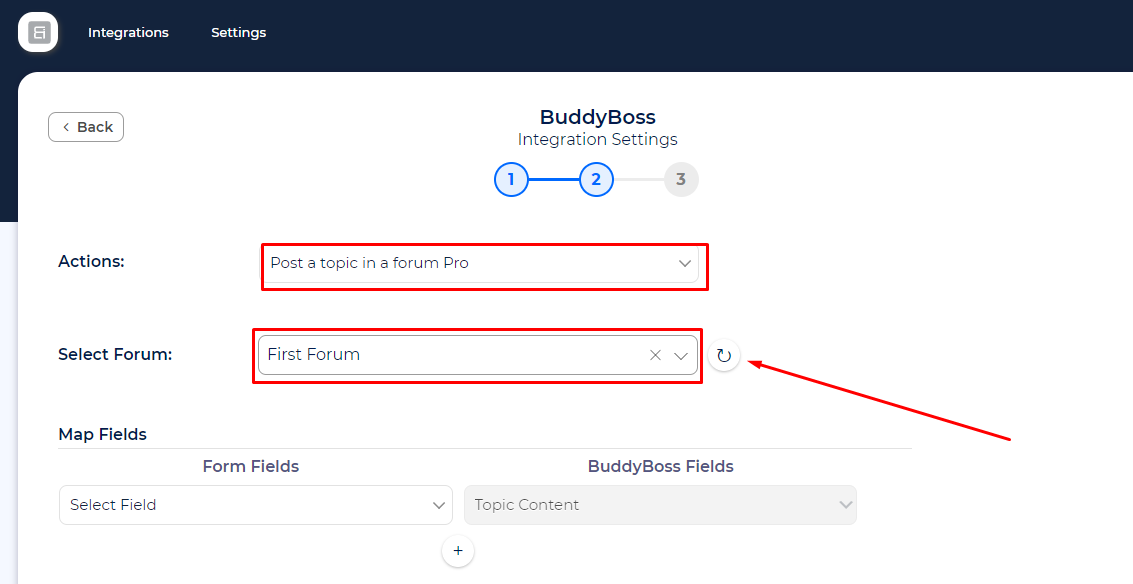 Integrations
Settings
Back
BuddyBoss
Integration Settings
1
2
3
Actions:
Post a topic in a forum Pro
Select Forum:
First Forum
Map Fields
Form Fields
BuddyBoss Fields
Select Field
Topic Content
+